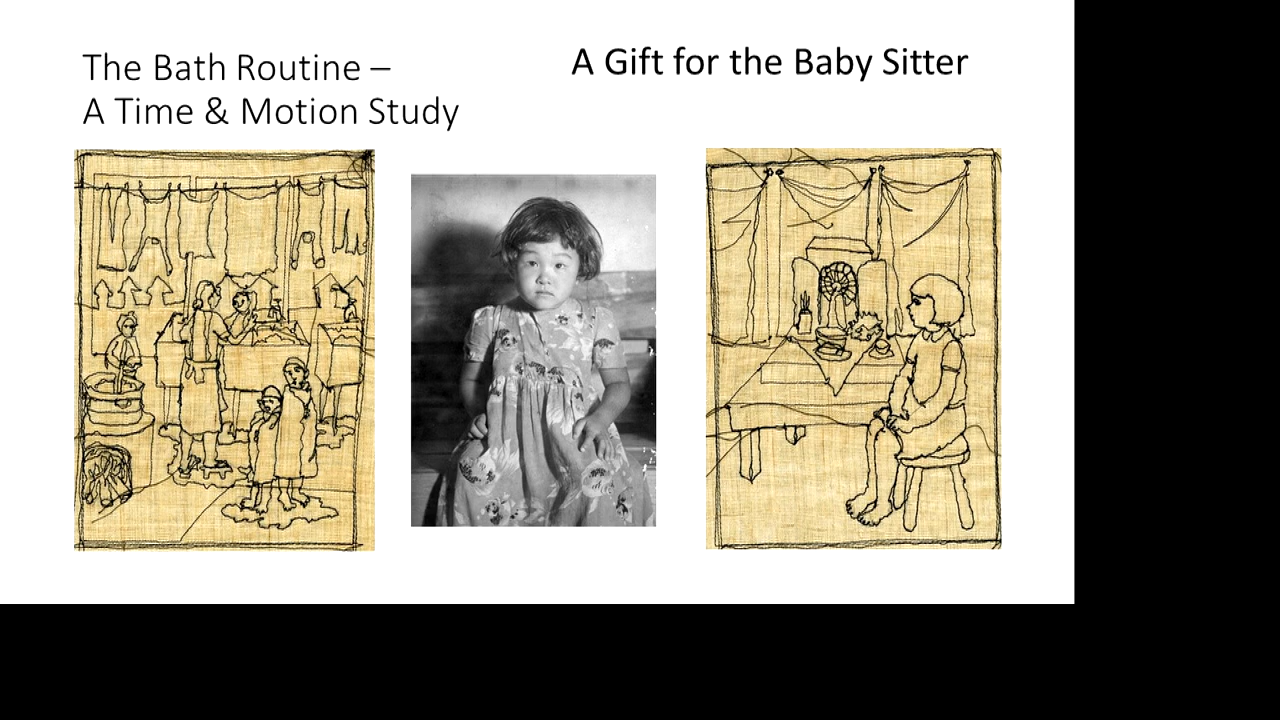 The Bath Routine –
A Time & Motion Study
A Gift for the Baby Sitter